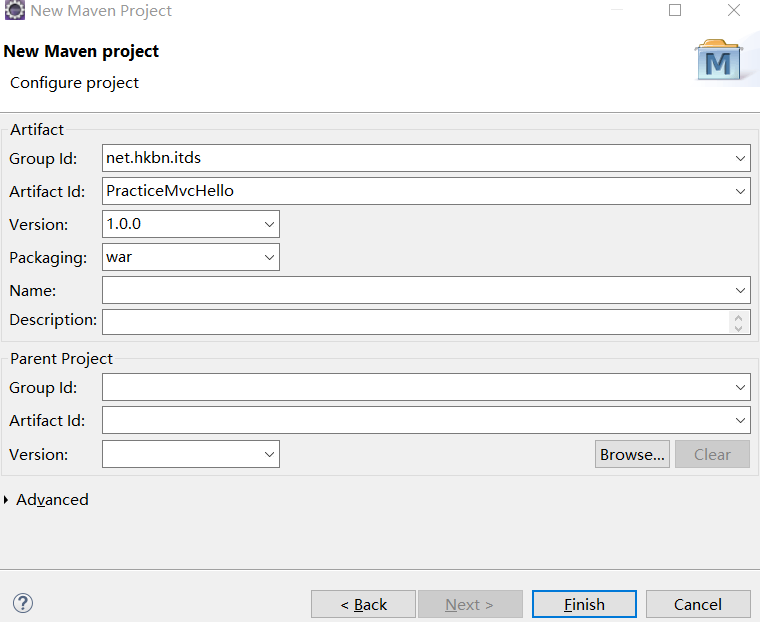 New Maven Project
New Maven project
Configure project
M
Artifact
Group Id: net.hkbn.itds
Artifact Id: PracticeMvcHello
Version: 1.0.0
Packaging: war
Name:
Description:
Parent Project
Group Id:
Artifact Id:
Version: Browse... Clear
Advanced
? < Back Next > Finish Cancel